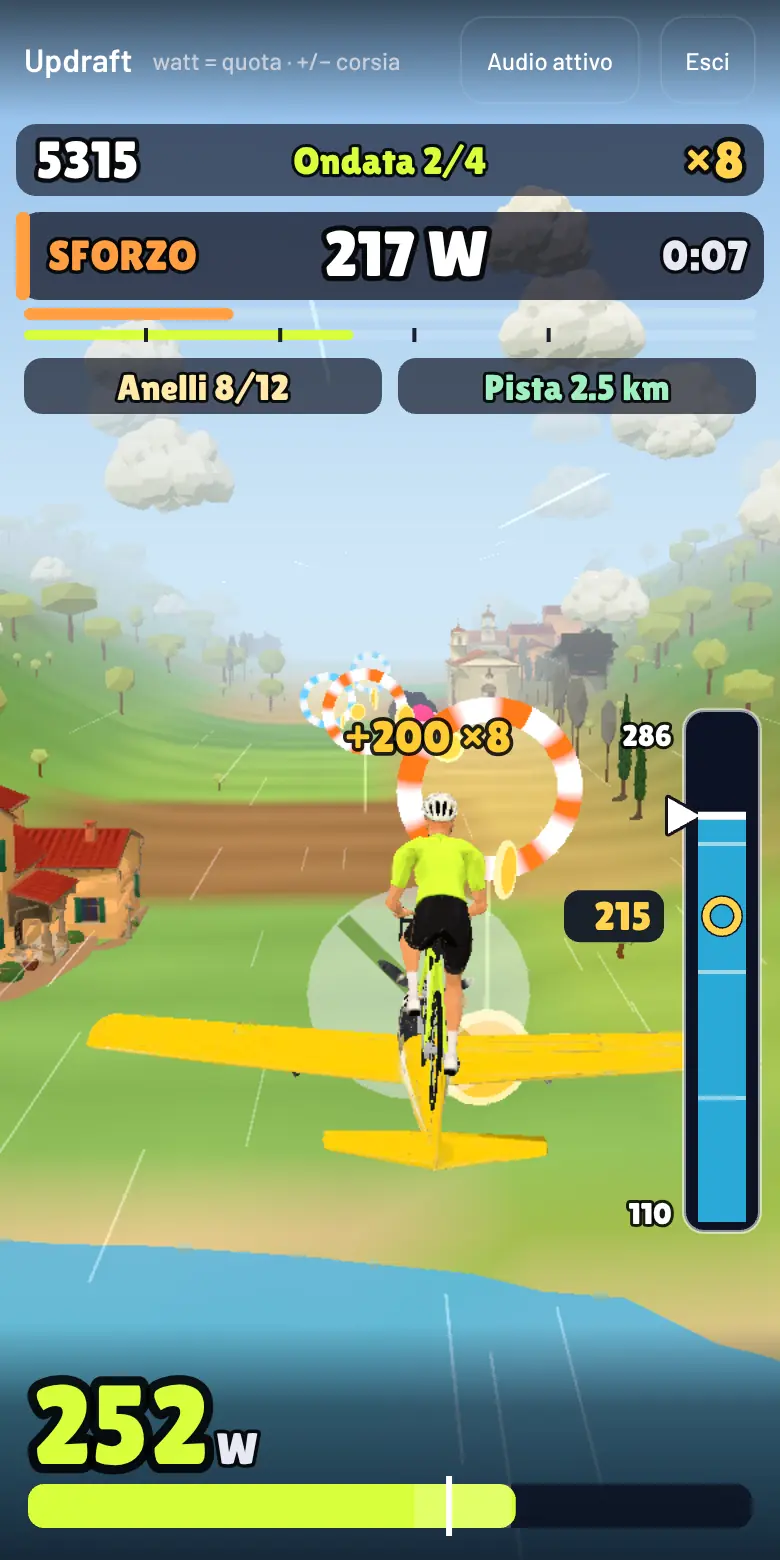 Updraft watt = quota · +/− corsia Audio attivo Esci
5315 Ondata 2/4 ×8
SFORZO 217 W 0:07
Anelli 8/12 Pista 2.5 km
+200 ×8
286
215
110
252 W